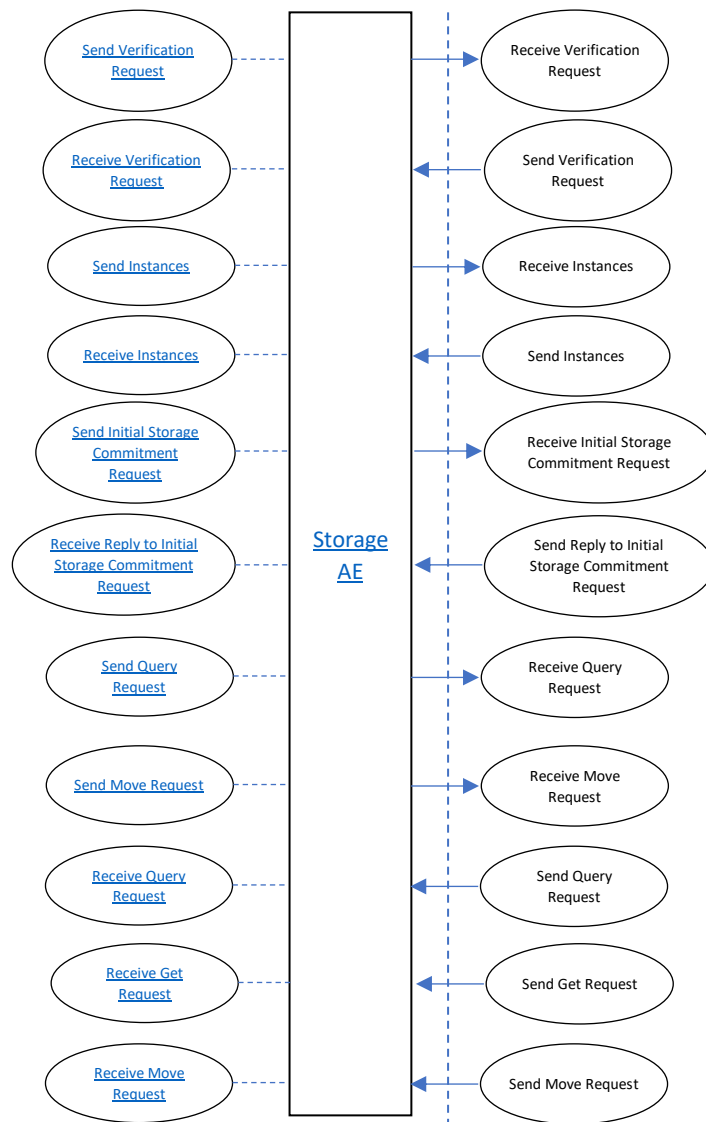 Send Verification
Request
Receive Verification
Request
Receive Verification
Request
Send Verification
Request
Send Instances
Receive Instances
Receive Instances
Send Instances
Send Initial Storage
Commitment
Request
Receive Initial Storage
Commitment Request
Storage
AE
Receive Reply to Initial
Storage Commitment
Request
Send Reply to Initial
Storage Commitment
Request
Send Query
Request
Receive Query
Request
Send Move Request
Receive Move
Request
Receive Query
Request
Send Query
Request
Receive Get
Request
Send Get Request
Receive Move
Request
Send Move Request